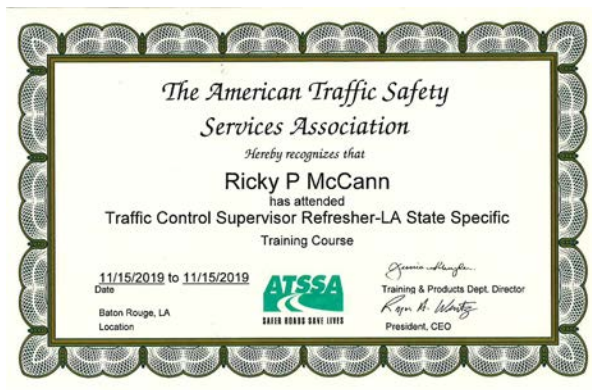 The American Traffic Safety
Services Association
Hereby recognizes that
Ricky P McCann
has attended
Traffic Control Supervisor Refresher-LA State Specific
Training Course
11/15/2019 to 11/15/2019
Date
Baton Rouge, LA
Location
ATSSA
SAFER ROADS SAVE LIVES
Training & Products Dept. Director
Roger A. Wentz
President, CEO